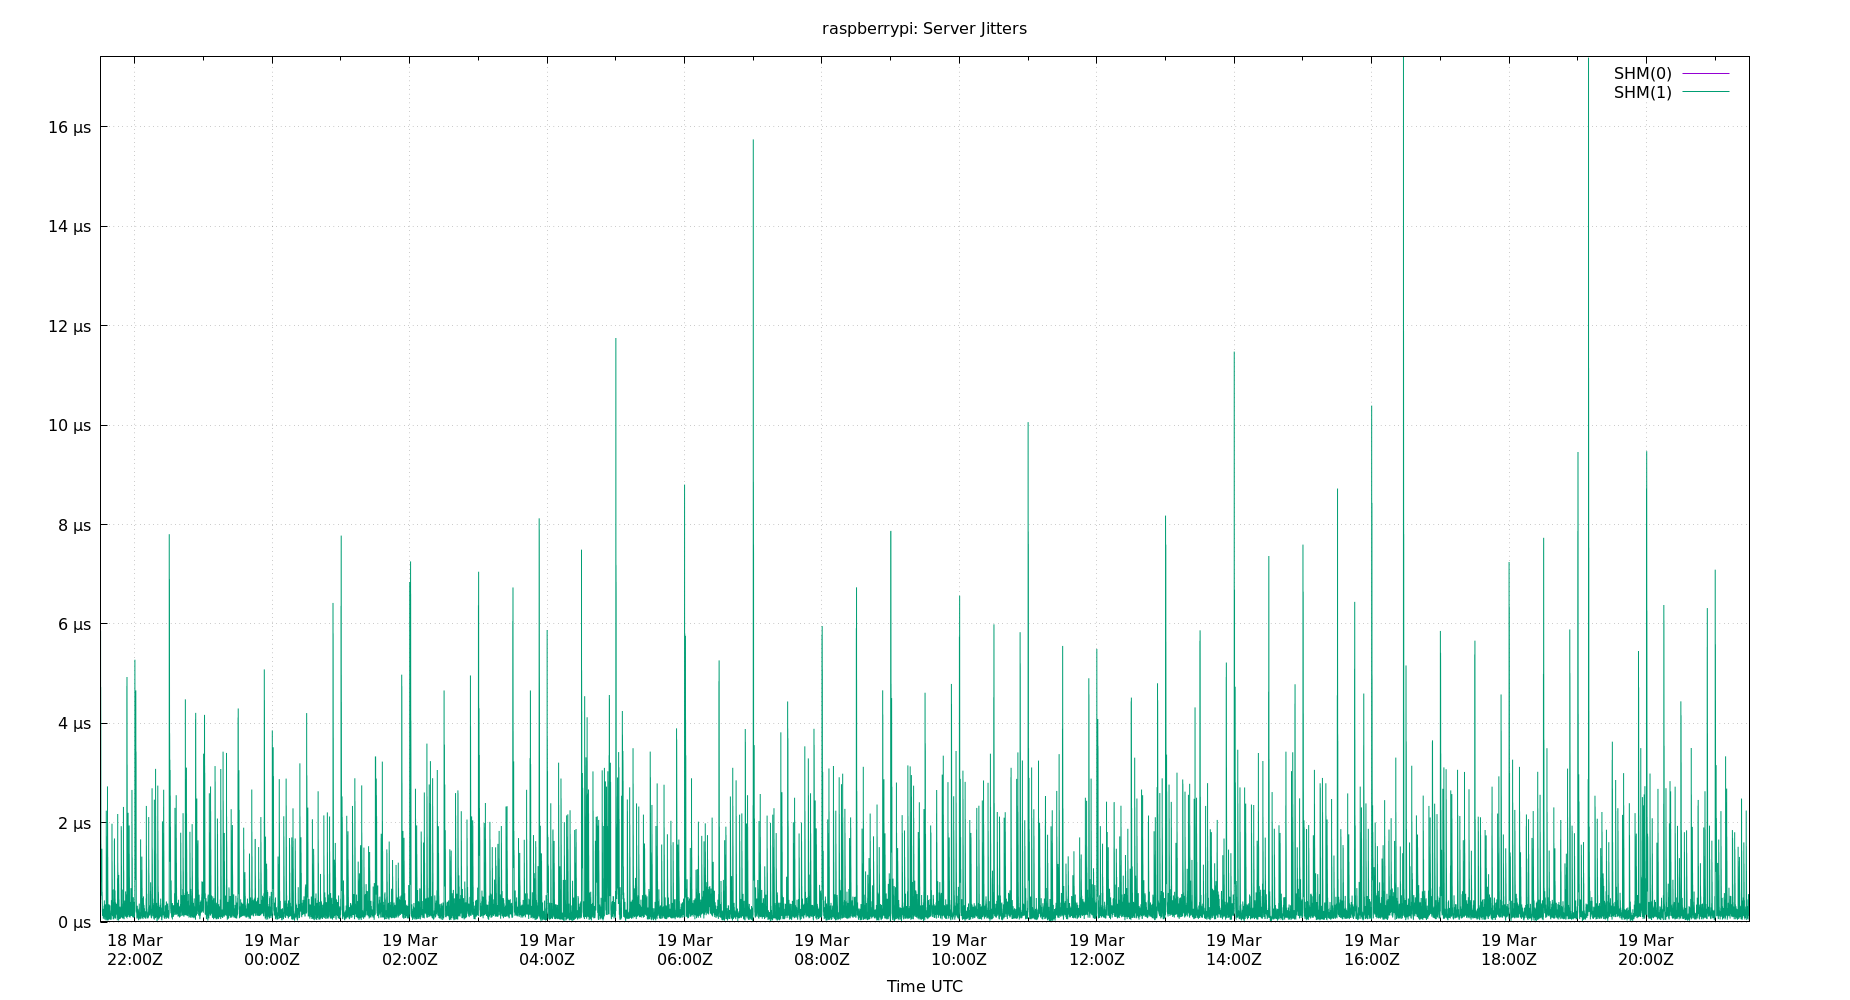 raspberrypi: Server Jitters
SHM(0)
SHM(1)
16 µs
14 µs
12 µs
10 µs
8 µs
6 µs
4 µs
2 µs
0 µs
18 Mar 19 Mar 19 Mar 19 Mar 19 Mar 19 Mar 19 Mar 19 Mar 19 Mar 19 Mar 19 Mar 19 Mar
22:00Z 00:00Z 02:00Z 04:00Z 06:00Z 08:00Z 10:00Z 12:00Z 14:00Z 16:00Z 18:00Z 20:00Z
Time UTC